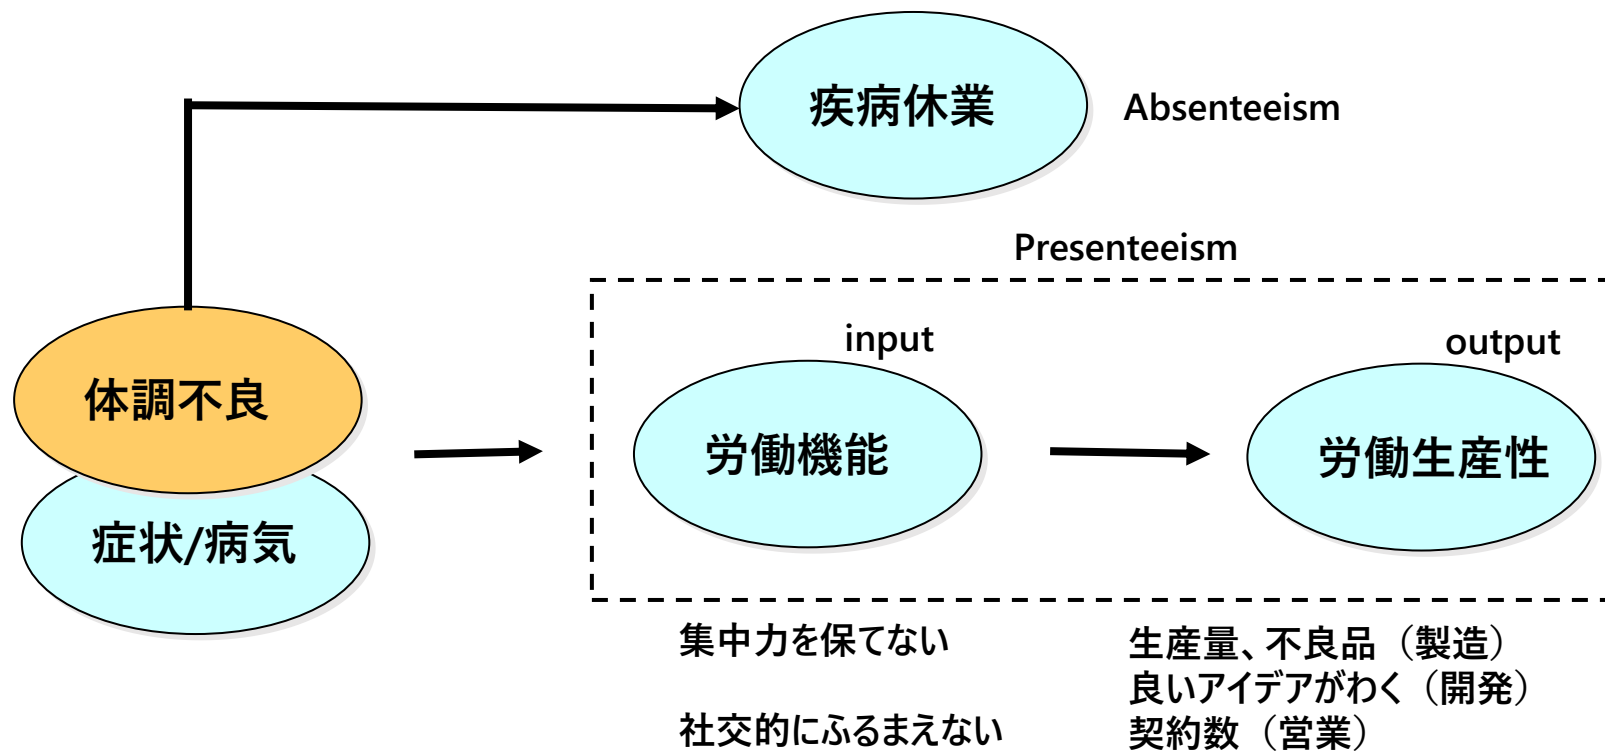 疾病休業
Absenteeism
Presenteeism
input
output
体調不良
労働機能
労働生産性
症状/病気
集中力を保てない
社交的にふるまえない
生産量、不良品（製造）
良いアイデアがわく（開発）
契約数（営業）